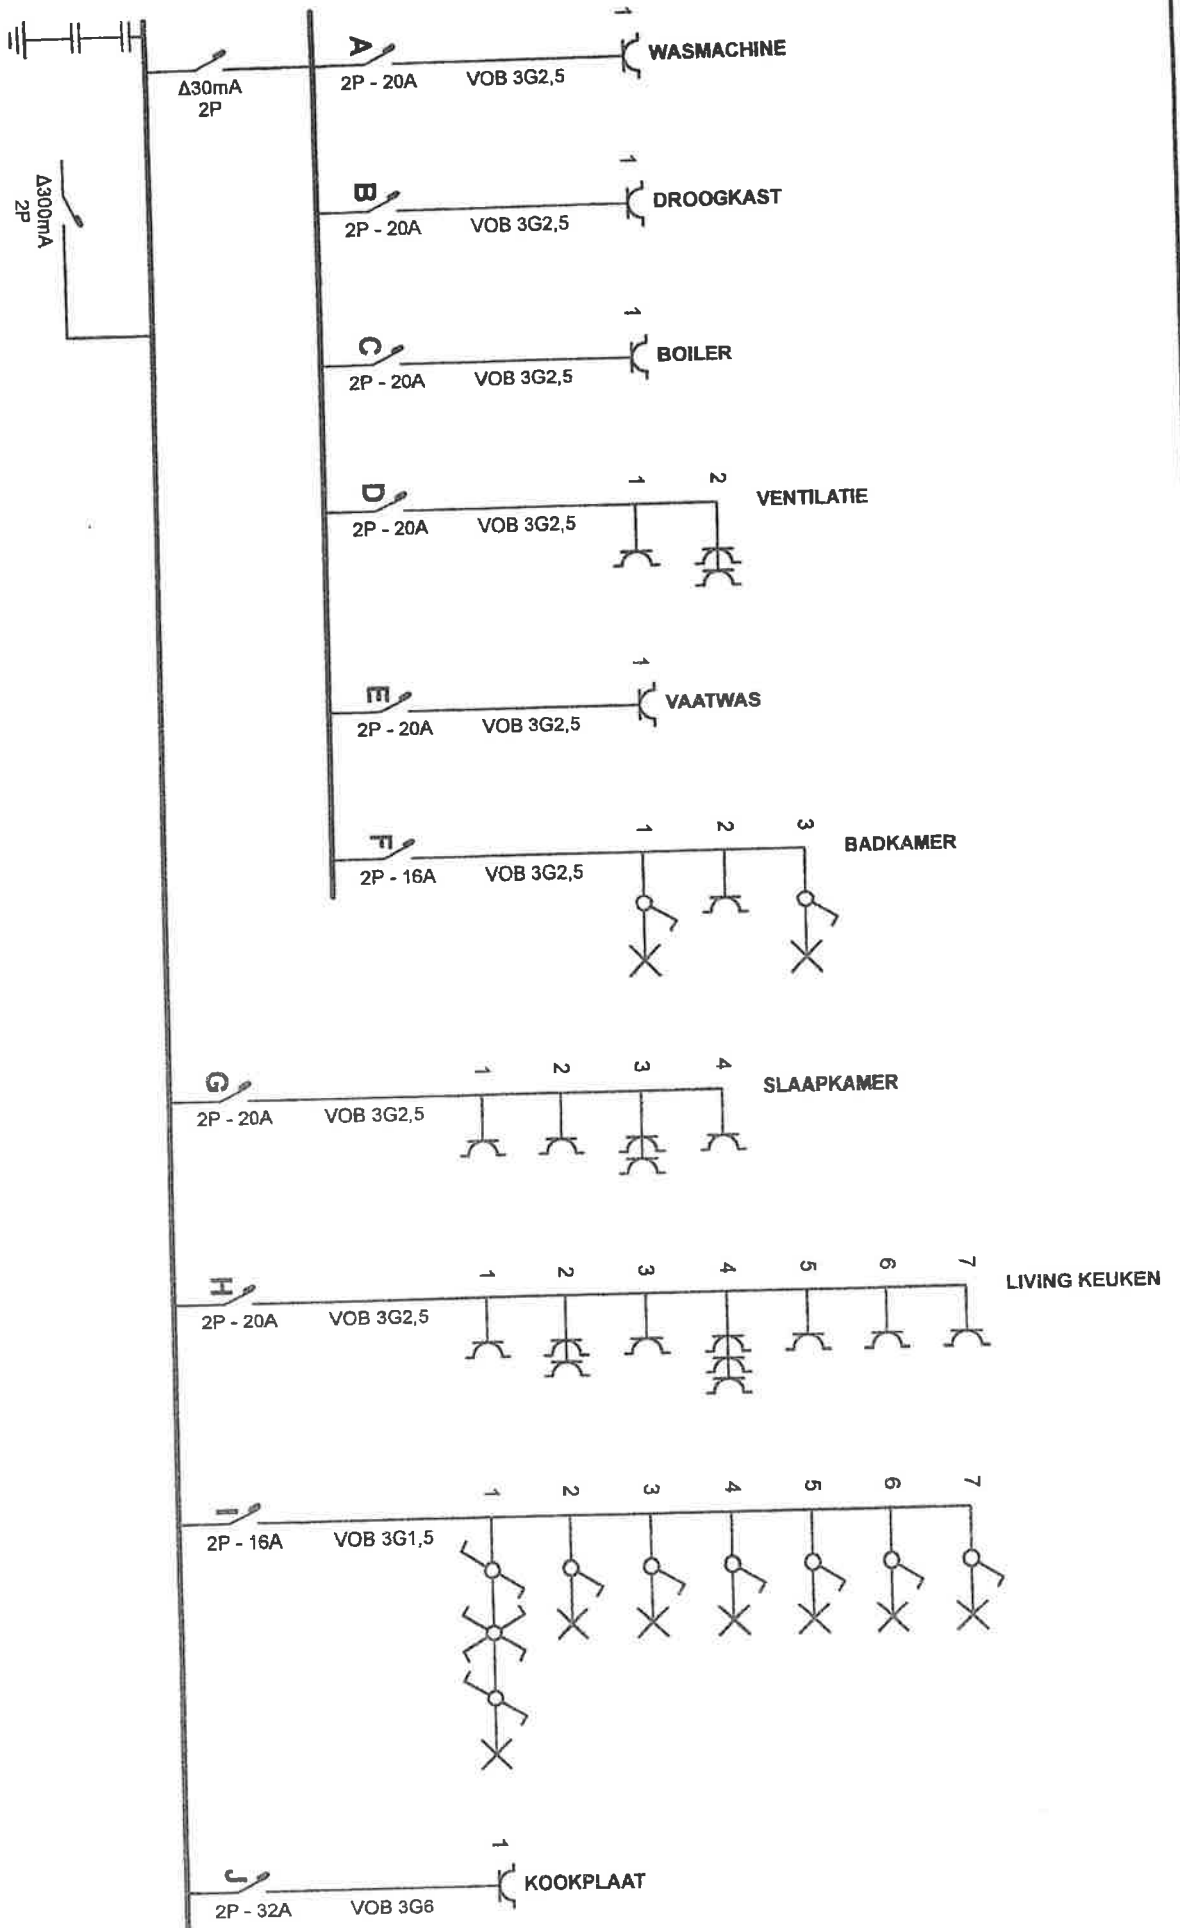 Δ30mA
2P
Δ300mA
2P
A
2P - 20A
VOB 3G2,5
1
WASMACHINE
B
2P - 20A
VOB 3G2,5
1
DROOGKAST
C
2P - 20A
VOB 3G2,5
1
BOILER
D
2P - 20A
VOB 3G2,5
1
2
VENTILATIE
E
2P - 20A
VOB 3G2,5
1
VAATWAS
F
2P - 16A
VOB 3G2,5
1
2
3
BADKAMER
G
2P - 20A
VOB 3G2,5
1
2
3
4
SLAAPKAMER
H
2P - 20A
VOB 3G2,5
1
2
3
4
5
6
7
LIVING KEUKEN
I
2P - 16A
VOB 3G1,5
1
2
3
4
5
6
7
J
2P - 32A
VOB 3G6
1
KOOKPLAAT